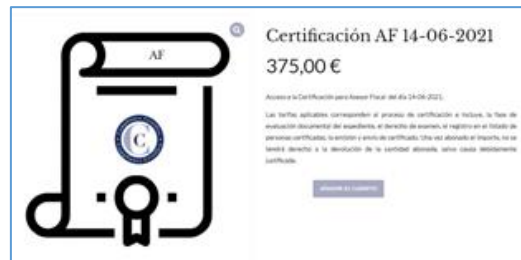 AF
Certificación AF 14-06-2021
375,00 €
Acceso a la Certificación para Asesor Fiscal del día 14-06-2021.
Las tarifas aplicables corresponden al proceso de certificación e incluye, la fase de
evaluación documental del expediente, el derecho de examen, el registro en el listado de
personas certificadas, la emisión y envío de certificado. Una vez abonado el importe, no se
tendrá derecho a la devolución de la cantidad abonada, salvo causa debidamente
justificada.
AÑADIR AL CARRITO